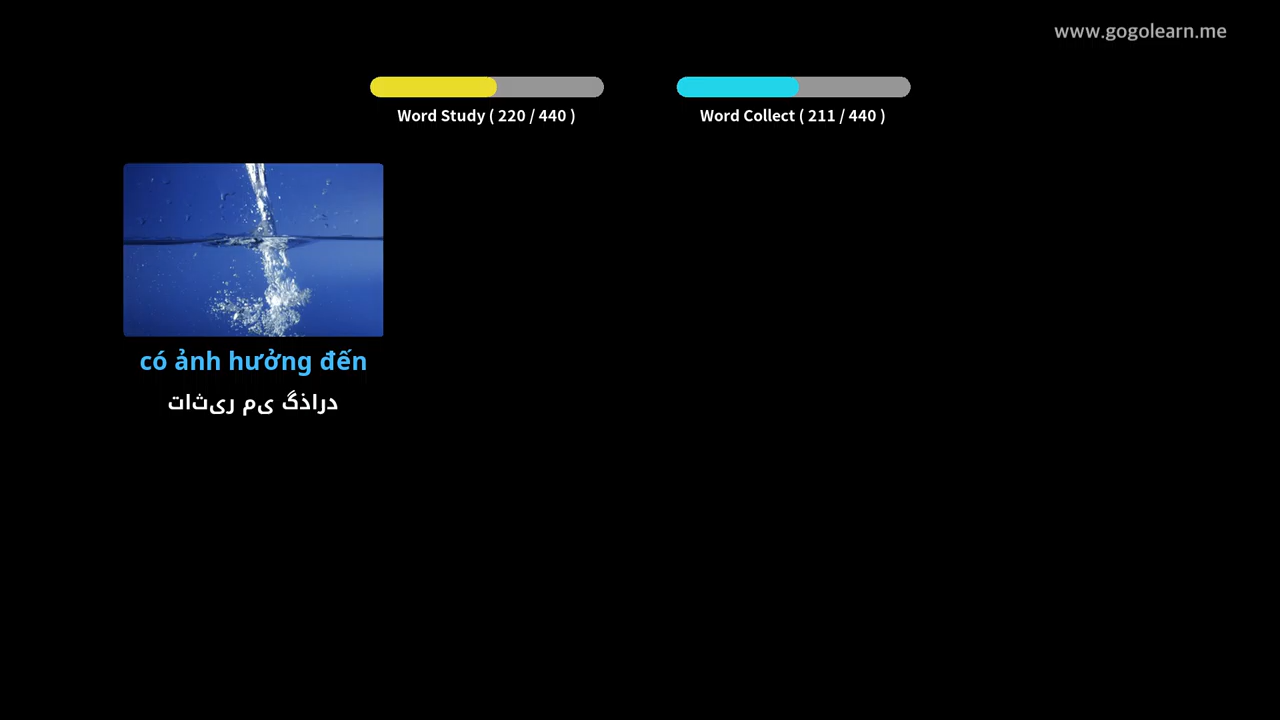 www.gogolearn.me
Word Study ( 220 / 440 )
Word Collect ( 211 / 440 )
có ảnh hưởng đến
دراذگ یم ریثات